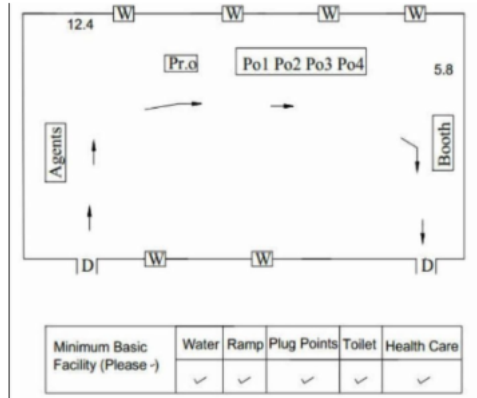 W W W W
12.4
Pr.o Po1 Po2 Po3 Po4
5.8
Agents
Booth
D W W D
Minimum Basic Facility (Please -) Water Ramp Plug Points Toilet Health Care